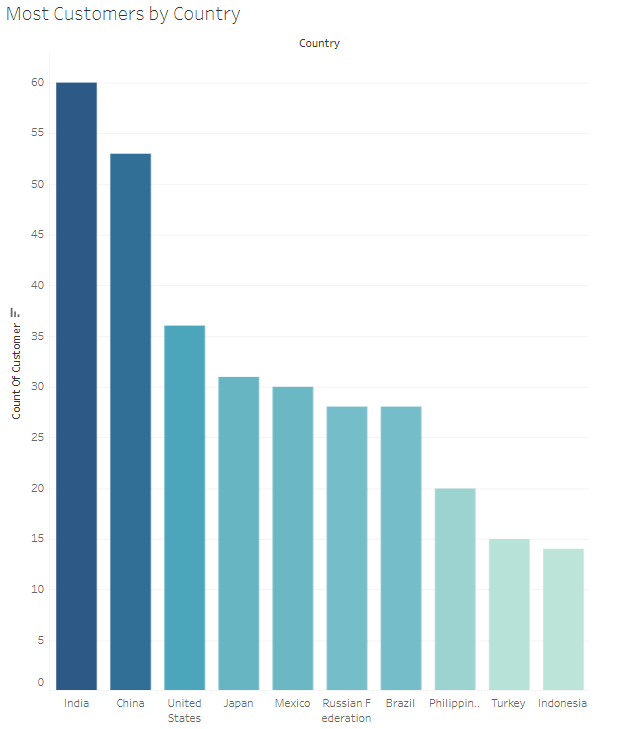 Most Customers by Country
Country
Count Of Customer
60
55
50
45
40
35
30
25
20
15
10
5
0
India
China
United
States
Japan
Mexico
Russian F
ederation
Brazil
Philippin..
Turkey
Indonesia